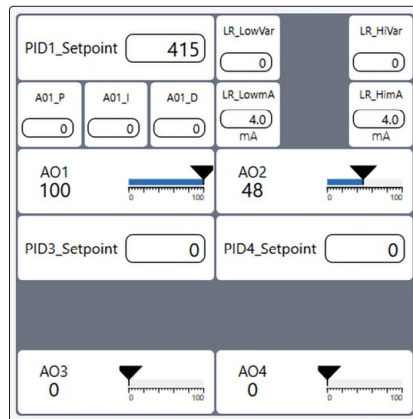 PID1_Setpoint 415
LR_LowVar
0
LR_HiVar
0
A01_P
0
A01_I
0
A01_D
0
LR_LowmA
4.0
mA
LR_HimA
4.0
mA
AO1
100
0 100
AO2
48
0 100
PID3_Setpoint 0
PID4_Setpoint 0
AO3
0
0 100
AO4
0
0 100